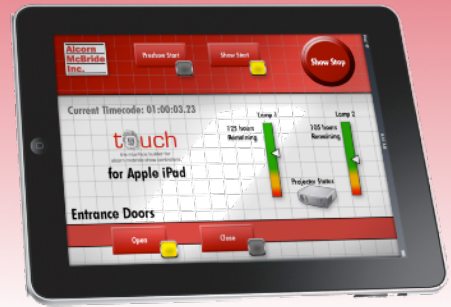 Alcorn
McBride
Inc.
Preshow Start
Show Start
Show Stop
Current Timecode: 01:00:03.23
Lamp 1
Lamp 2
125 hours
Remaining
105 hours
Remaining
touch
for Apple iPad
Projector Status
Entrance Doors
Open
Close